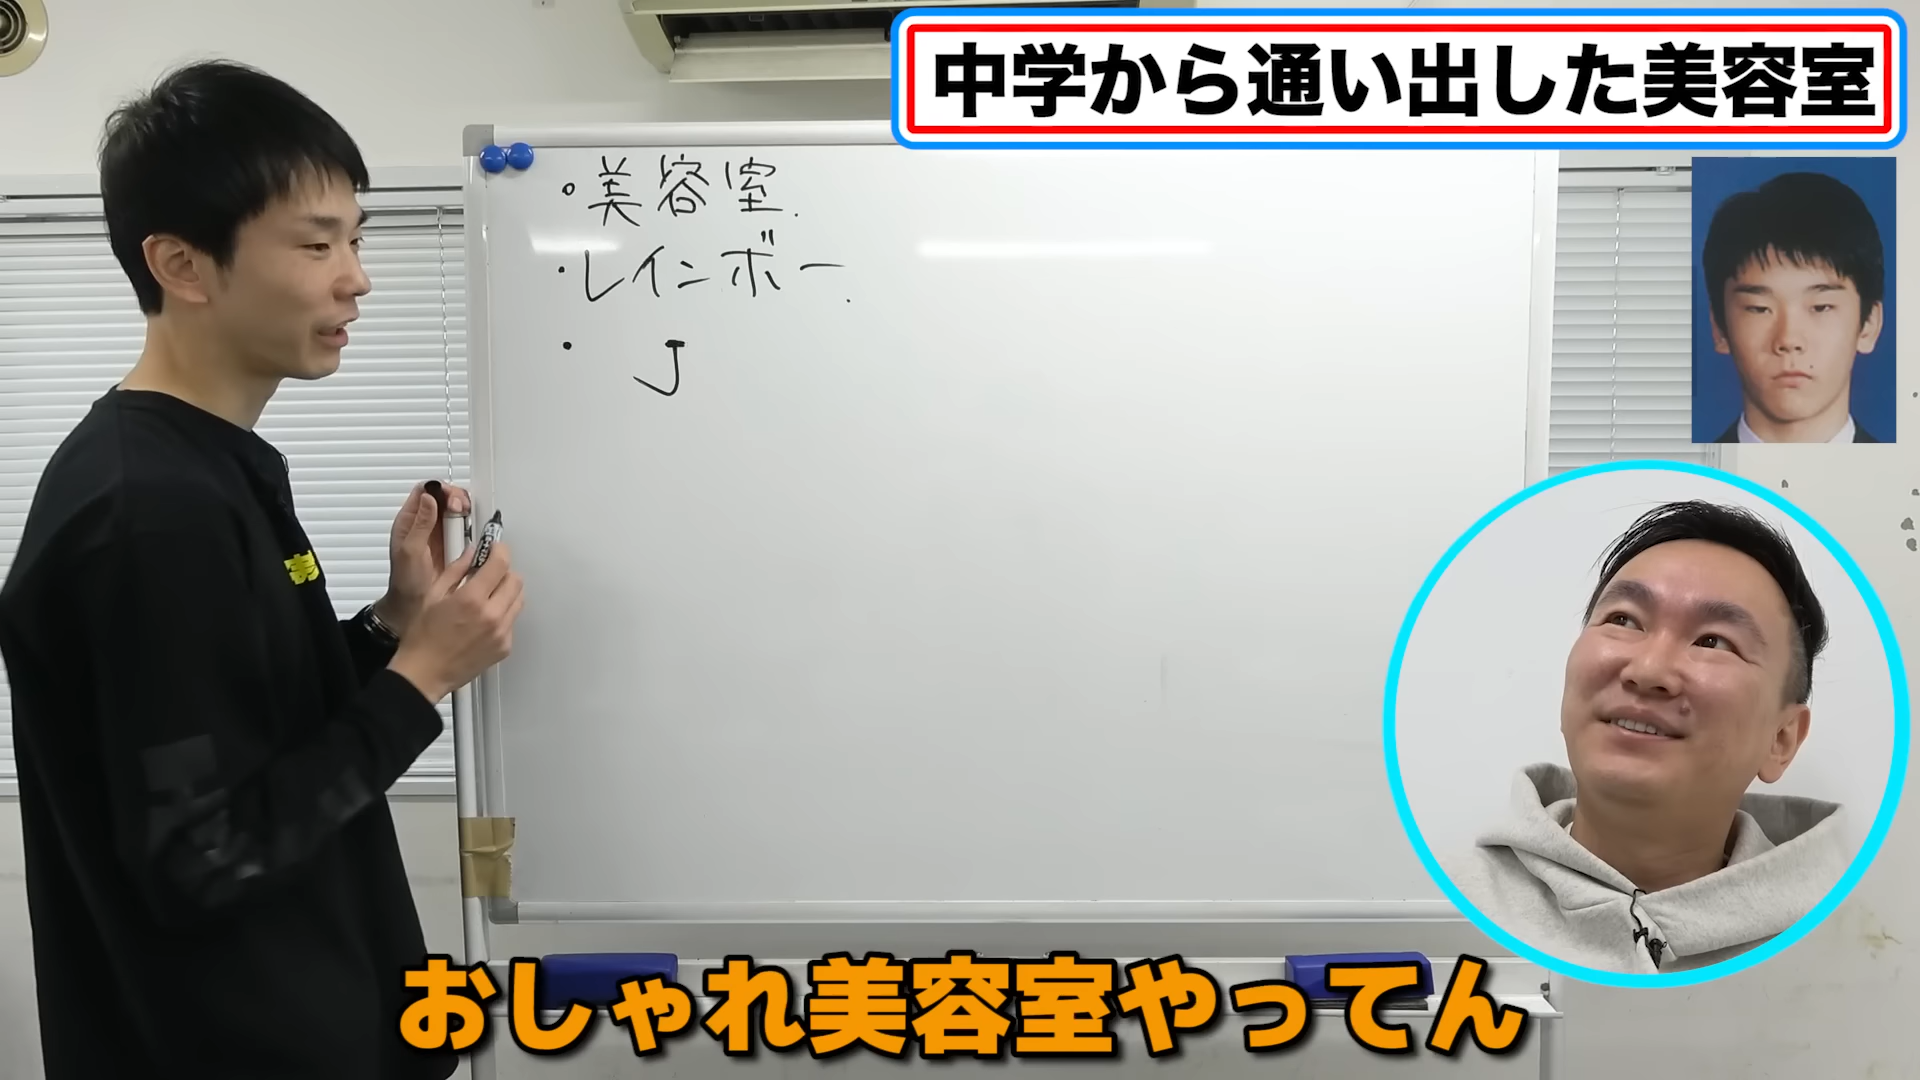 中学から通い出した美容室
・美容室.
・レインボー.
・J
おしゃれ美容室やってん